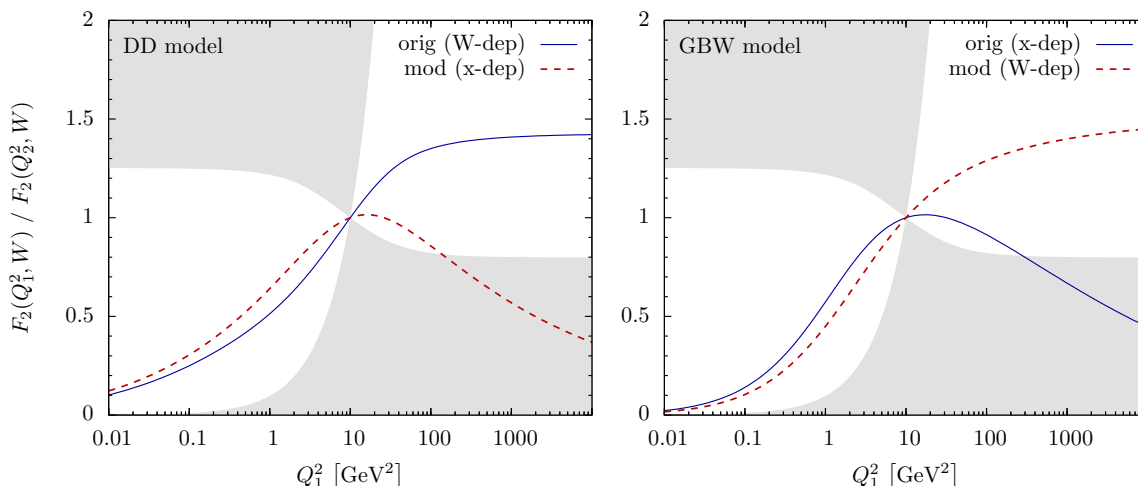 DD model
orig (W-dep)
mod (x-dep)
F₂(Q₁², W) / F₂(Q₂², W)
2
1.5
1
0.5
0
0.01 0.1 1 10 100 1000
Q₁² [GeV²]
GBW model
orig (x-dep)
mod (W-dep)
2
1.5
1
0.5
0
0.01 0.1 1 10 100 1000
Q₁² [GeV²]